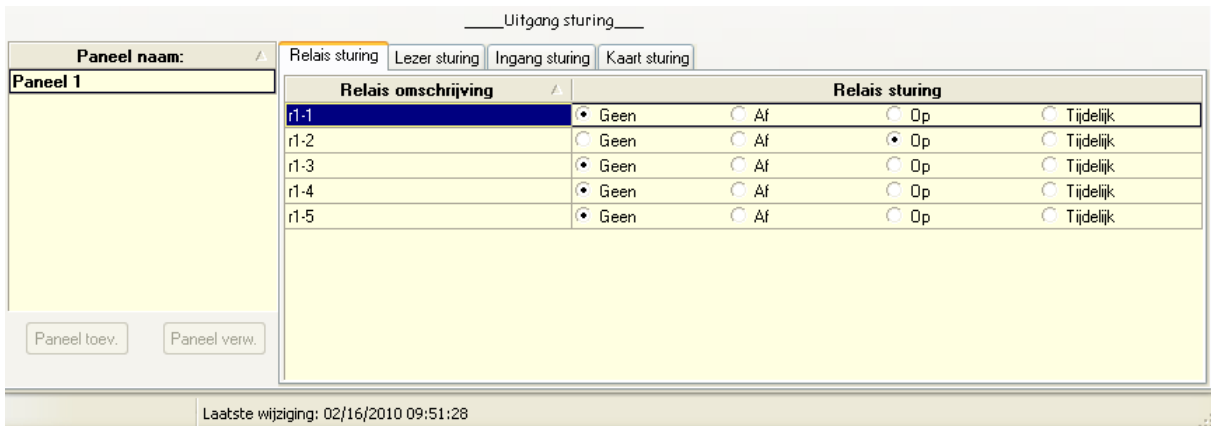 ____Uitgang sturing___
Paneel naam:
Paneel 1
Paneel toev. Paneel verw.
Relais sturing Lezer sturing Ingang sturing Kaart sturing
Relais omschrijving Relais sturing
r1-1 Geen Af Op Tijdelijk
r1-2 Geen Af Op Tijdelijk
r1-3 Geen Af Op Tijdelijk
r1-4 Geen Af Op Tijdelijk
r1-5 Geen Af Op Tijdelijk
Laatste wijziging: 02/16/2010 09:51:28